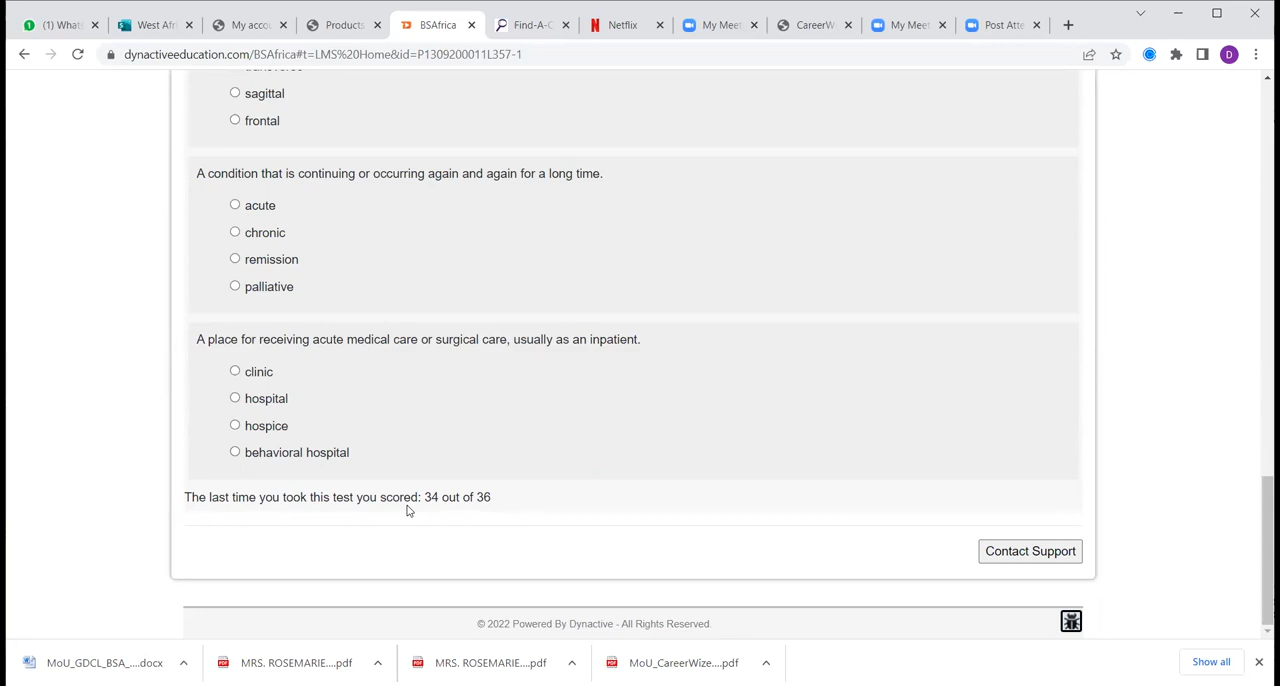 (1) Whats
West Afri
My accou
Products
BSAfrica
Find-A-C
Netflix
My Meet
CareerW
My Meet
Post Atte
dynactiveeducation.com/BSAfrica#t=LMS%20Home&id=P1309200011L357-1
D
sagittal
frontal
A condition that is continuing or occurring again and again for a long time.
acute
chronic
remission
palliative
A place for receiving acute medical care or surgical care, usually as an inpatient.
clinic
hospital
hospice
behavioral hospital
The last time you took this test you scored: 34 out of 36
Contact Support
© 2022 Powered By Dynactive - All Rights Reserved.
MoU_GDCL_BSA_....docx
MRS. ROSEMARIE....pdf
MRS. ROSEMARIE....pdf
MoU_CareerWize....pdf
Show all